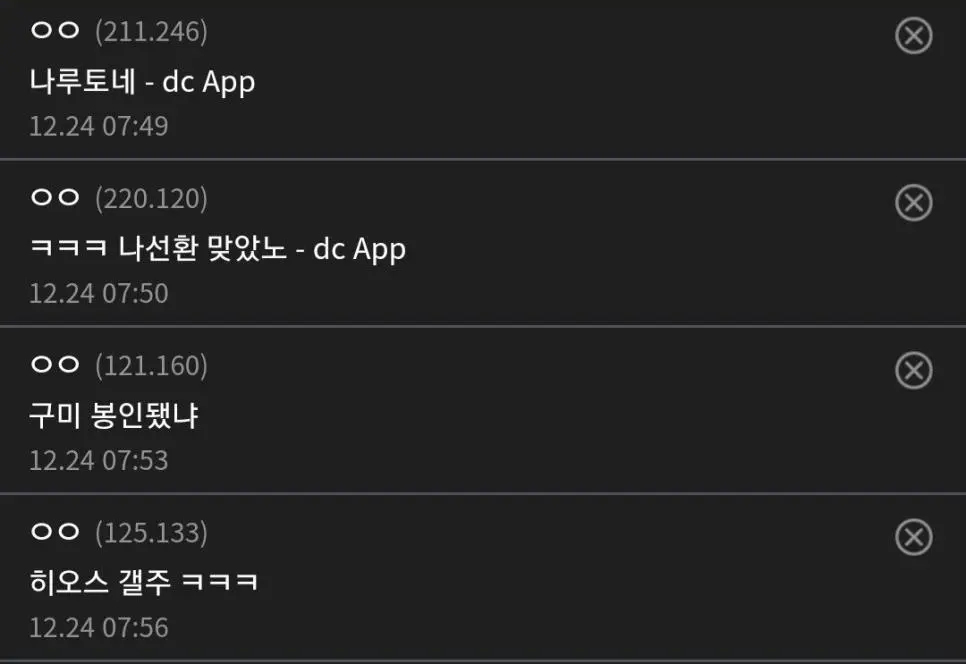 ㅇㅇ (211.246)
나루토네 - dc App
12.24 07:49
ㅇㅇ (220.120)
ㅋㅋㅋ 나선환 맞았노 - dc App
12.24 07:50
ㅇㅇ (121.160)
구미 봉인됐냐
12.24 07:53
ㅇㅇ (125.133)
히오스 갤주 ㅋㅋㅋ
12.24 07:56